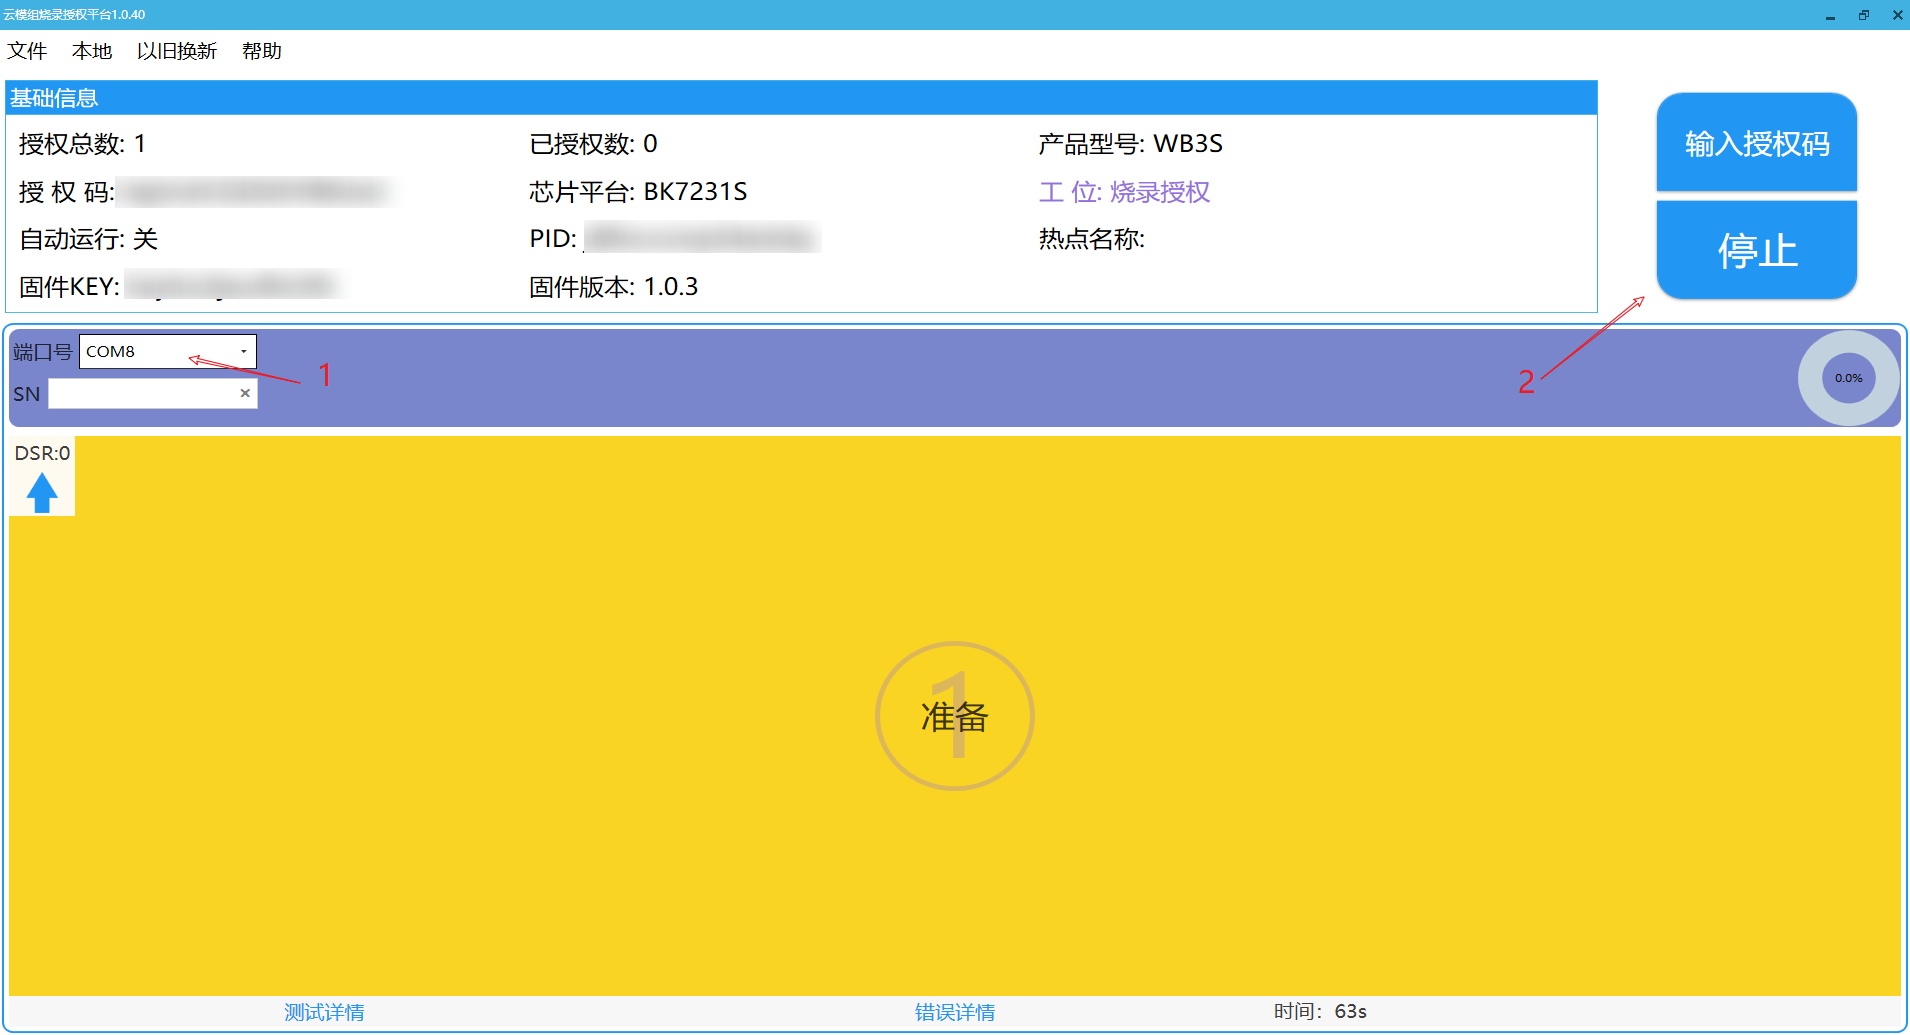 云模组烧录授权平台1.0.40
文件 本地 以旧换新 帮助
基础信息
授权总数: 1 已授权数: 0 产品型号: WB3S
授 权 码: 芯片平台: BK7231S 工 位: 烧录授权
自动运行: 关 PID: 热点名称:
固件KEY: 固件版本: 1.0.3
输入授权码
停止
端口号 COM8
1
2
SN
0.0%
DSR:0
1
准备
测试详情 错误详情 时间: 63s